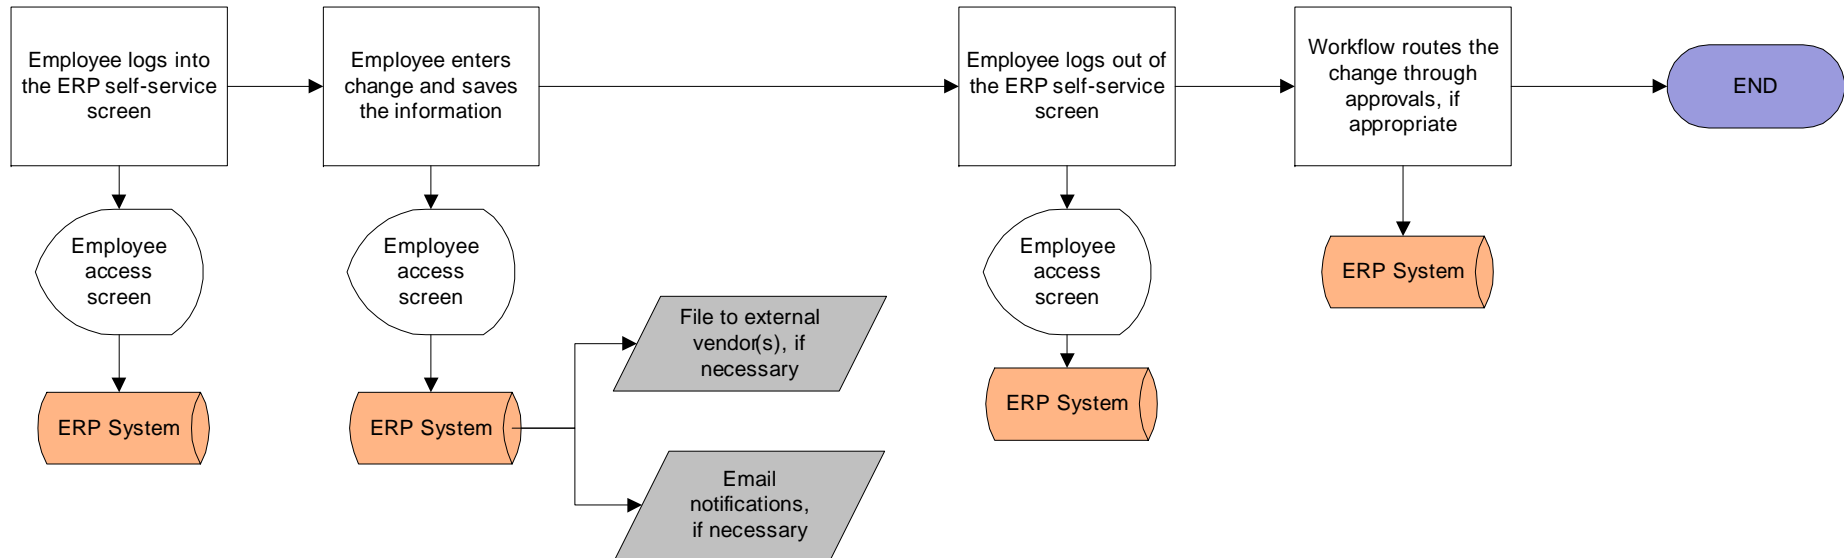 Employee logs into
the ERP self-service
screen
Employee enters
change and saves
the information
Employee logs out of
the ERP self-service
screen
Workflow routes the
change through
approvals, if
appropriate
END
Employee
access
screen
Employee
access
screen
Employee
access
screen
ERP System
File to external
vendor(s), if
necessary
ERP System
ERP System
ERP System
Email
notifications,
if necessary